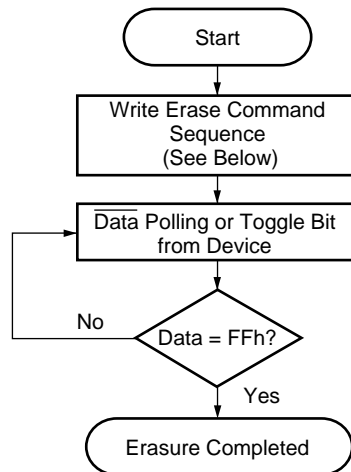 Start
Write Erase Command
Sequence
(See Below)
D̅a̅t̅a̅ Polling or Toggle Bit
from Device
No
Data = FFh?
Yes
Erasure Completed